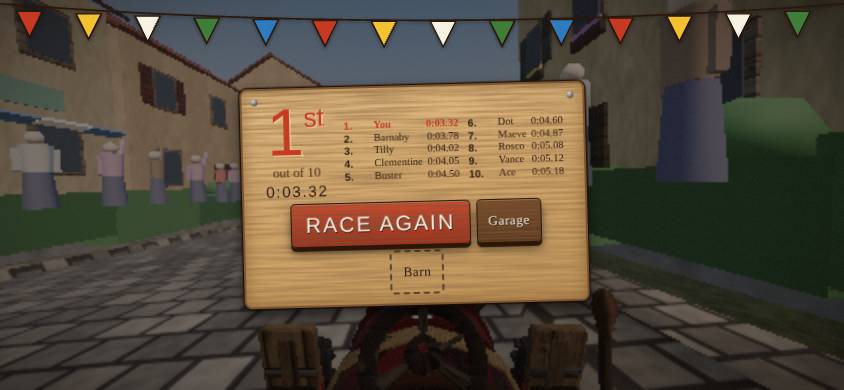 1st
out of 10
0:03.32
1. You 0:03.32
2. Barnaby 0:03.78
3. Tilly 0:04.02
4. Clementine 0:04.05
5. Buster 0:04.50
6. Dot 0:04.60
7. Maeve 0:04.87
8. Rosco 0:05.08
9. Vance 0:05.12
10. Ace 0:05.18
RACE AGAIN
Garage
Barn